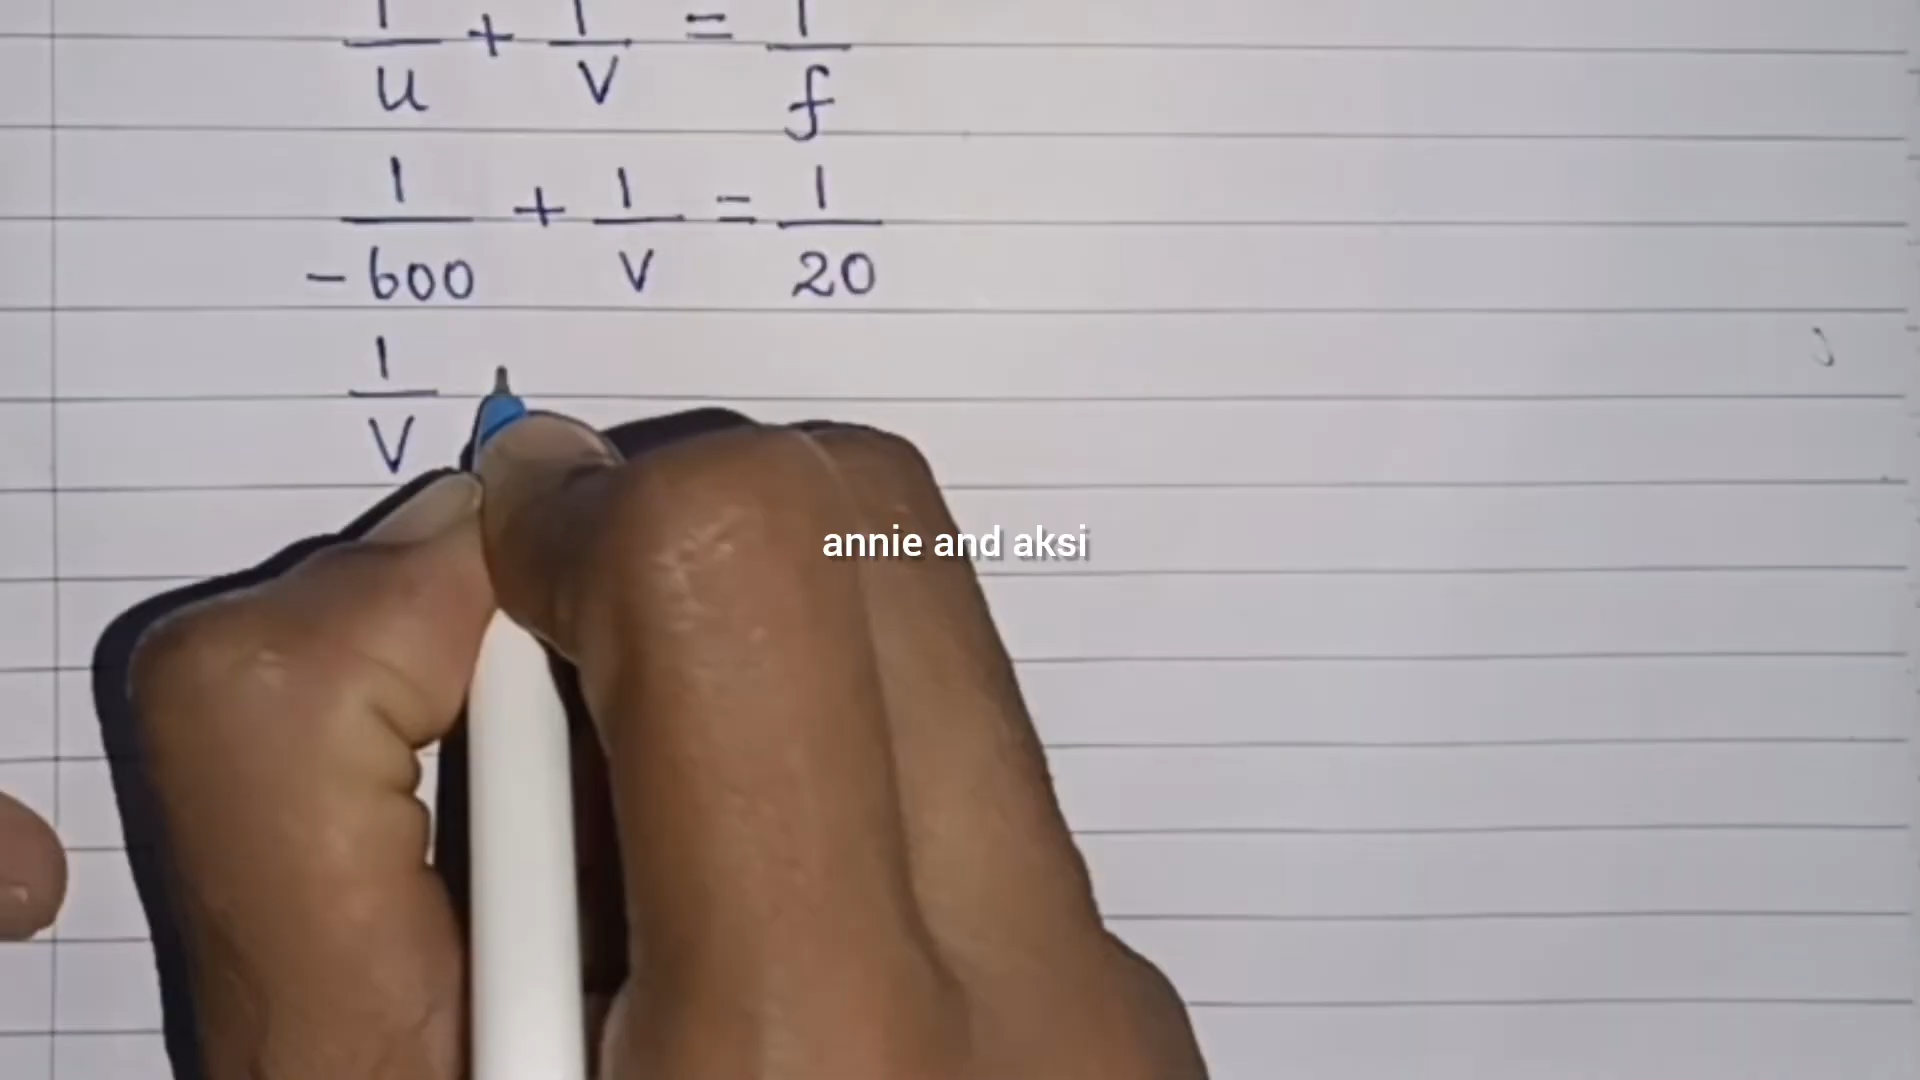 1/u + 1/V = 1/f
1/-600 + 1/V = 1/20
1/V
annie and aksi